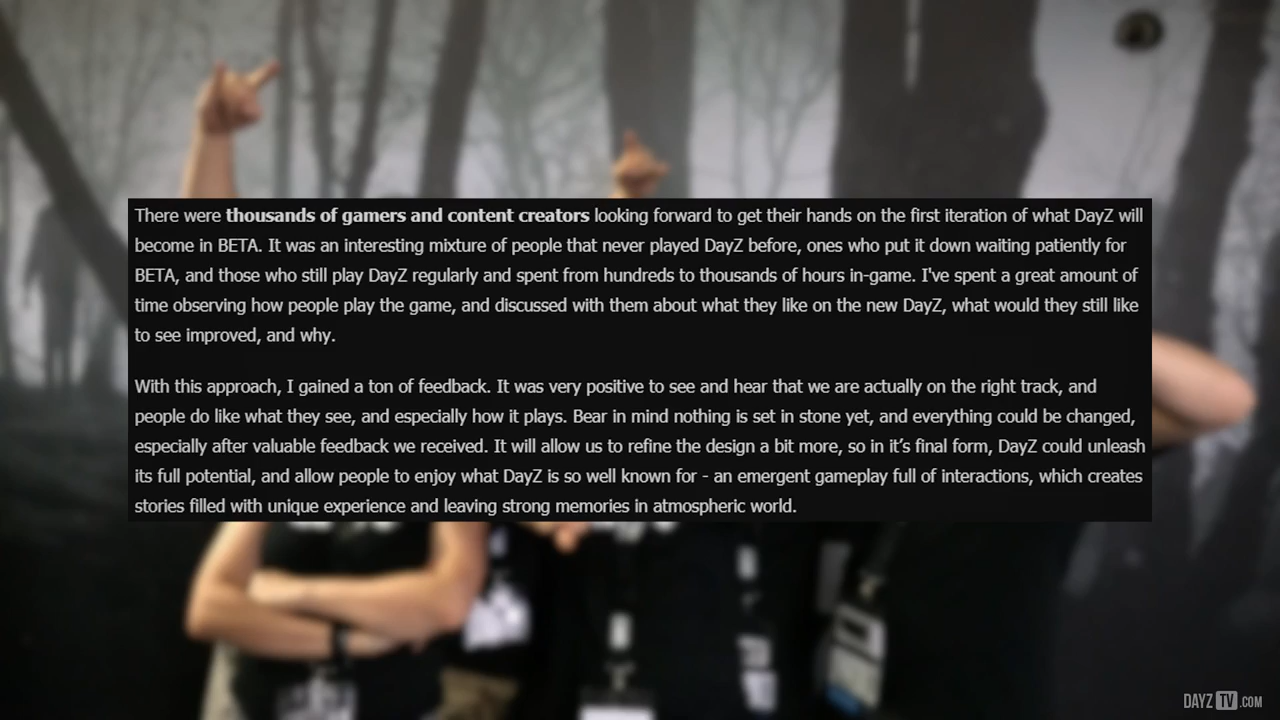 There were thousands of gamers and content creators looking forward to get their hands on the first iteration of what DayZ will
become in BETA. It was an interesting mixture of people that never played DayZ before, ones who put it down waiting patiently for
BETA, and those who still play DayZ regularly and spent from hundreds to thousands of hours in-game. I've spent a great amount of
time observing how people play the game, and discussed with them about what they like on the new DayZ, what would they still like
to see improved, and why.
With this approach, I gained a ton of feedback. It was very positive to see and hear that we are actually on the right track, and
people do like what they see, and especially how it plays. Bear in mind nothing is set in stone yet, and everything could be changed,
especially after valuable feedback we received. It will allow us to refine the design a bit more, so in it’s final form, DayZ could unleash
its full potential, and allow people to enjoy what DayZ is so well known for - an emergent gameplay full of interactions, which creates
stories filled with unique experience and leaving strong memories in atmospheric world.
DAYZ TV .COM